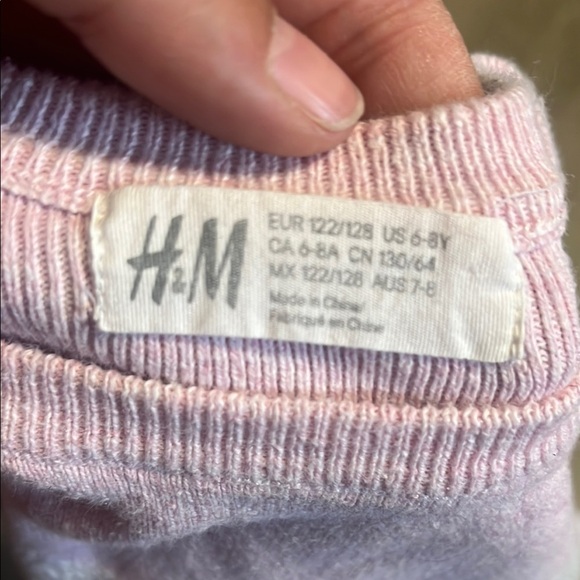 H&M
EUR 122/128 US 6-8Y
CA 6-8A CN 130/64
MX 122/128 AUS 7-8
Made in China/
Fabriqué en Chine